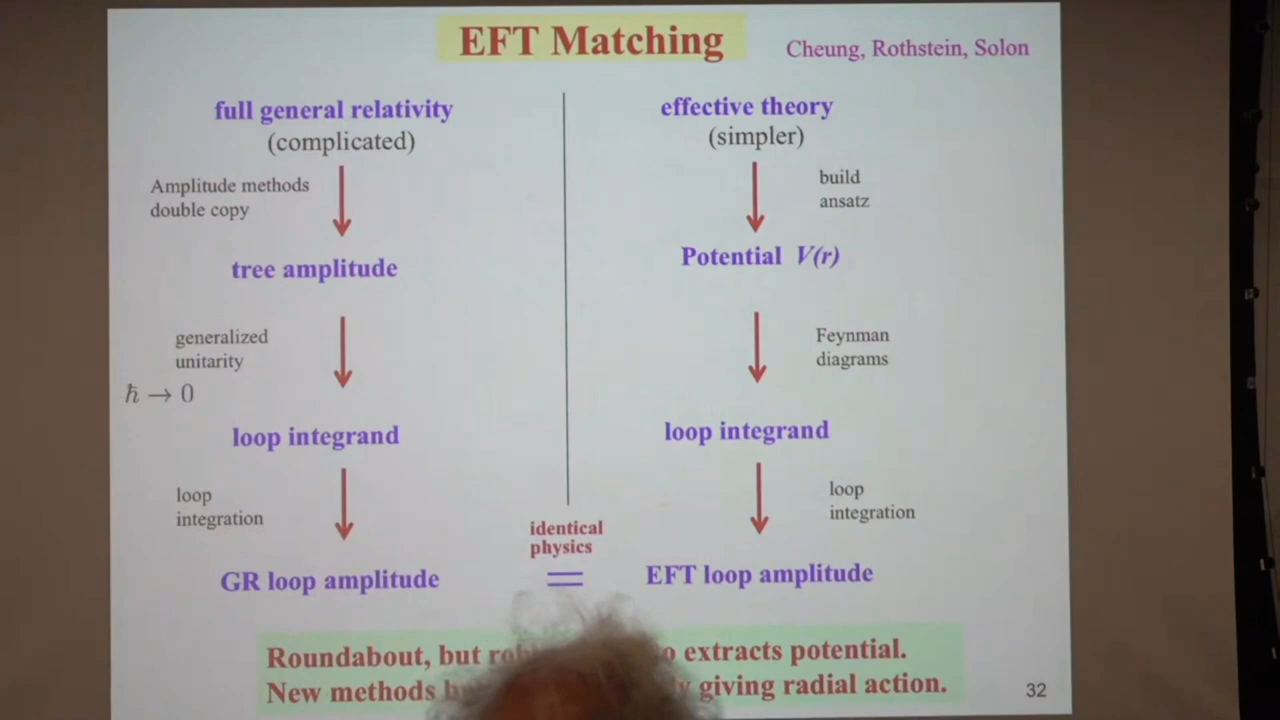 EFT Matching
Cheung, Rothstein, Solon
full general relativity
(complicated)
Amplitude methods
double copy
tree amplitude
generalized
unitarity
ħ → 0
loop integrand
loop
integration
GR loop amplitude
effective theory
(simpler)
build
ansatz
Potential V(r)
Feynman
diagrams
loop integrand
loop
integration
EFT loop amplitude
identical
physics
=
Roundabout, but extracts potential.
New methods giving radial action.
32